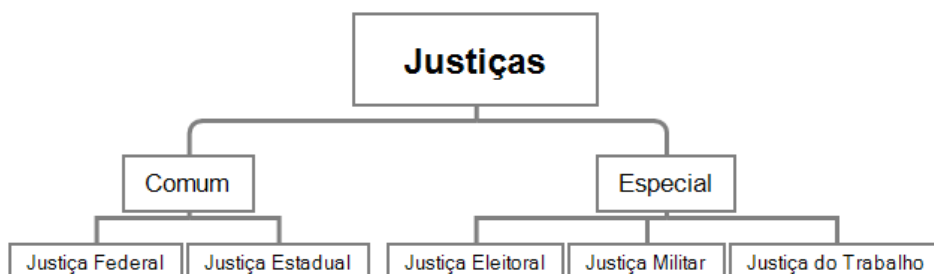 Justiças
Comum
Especial
Justiça Federal
Justiça Estadual
Justiça Eleitoral
Justiça Militar
Justiça do Trabalho